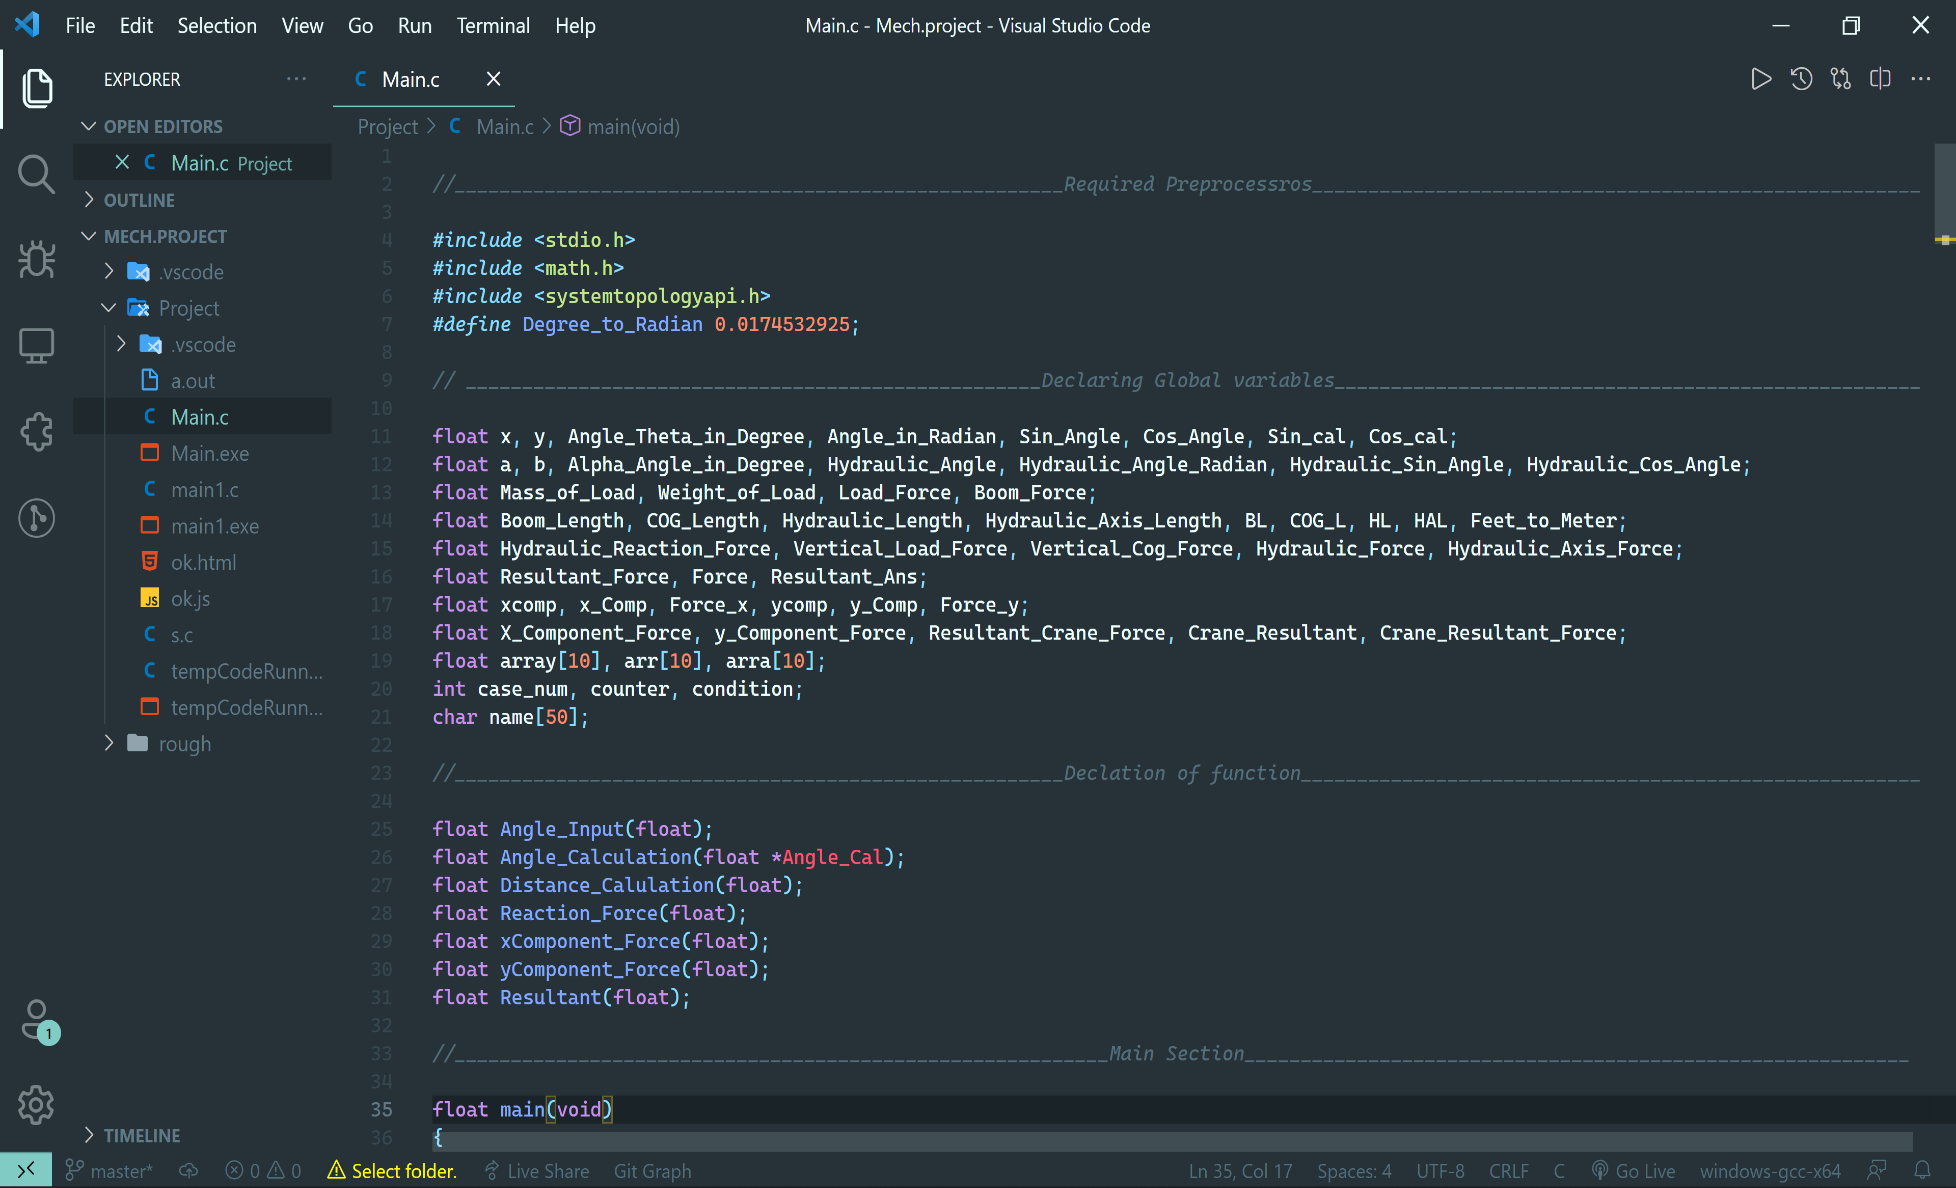 File Edit Selection View Go Run Terminal Help
Main.c - Mech.project - Visual Studio Code
EXPLORER
OPEN EDITORS
Main.c Project
OUTLINE
MECH.PROJECT
.vscode
Project
.vscode
a.out
Main.c
Main.exe
main1.c
main1.exe
ok.html
ok.js
s.c
tempCodeRunn...
tempCodeRunn...
rough
TIMELINE
1
Main.c
Project > C Main.c > main(void)
1
2 //______________________________________________________Required Preprocessros______________________________________________________
3
4 #include <stdio.h>
5 #include <math.h>
6 #include <systemtopologyapi.h>
7 #define Degree_to_Radian 0.0174532925;
8
9 // ___________________________________________________Declaring Global variables____________________________________________________
10
11 float x, y, Angle_Theta_in_Degree, Angle_in_Radian, Sin_Angle, Cos_Angle, Sin_cal, Cos_cal;
12 float a, b, Alpha_Angle_in_Degree, Hydraulic_Angle, Hydraulic_Angle_Radian, Hydraulic_Sin_Angle, Hydraulic_Cos_Angle;
13 float Mass_of_Load, Weight_of_Load, Load_Force, Boom_Force;
14 float Boom_Length, COG_Length, Hydraulic_Length, Hydraulic_Axis_Length, BL, COG_L, HL, HAL, Feet_to_Meter;
15 float Hydraulic_Reaction_Force, Vertical_Load_Force, Vertical_Cog_Force, Hydraulic_Force, Hydraulic_Axis_Force;
16 float Resultant_Force, Force, Resultant_Ans;
17 float xcomp, x_Comp, Force_x, ycomp, y_Comp, Force_y;
18 float X_Component_Force, y_Component_Force, Resultant_Crane_Force, Crane_Resultant, Crane_Resultant_Force;
19 float array[10], arr[10], arra[10];
20 int case_num, counter, condition;
21 char name[50];
22
23 //______________________________________________________Declation of function_______________________________________________________
24
25 float Angle_Input(float);
26 float Angle_Calculation(float *Angle_Cal);
27 float Distance_Calulation(float);
28 float Reaction_Force(float);
29 float xComponent_Force(float);
30 float yComponent_Force(float);
31 float Resultant(float);
32
33 //__________________________________________________________Main Section___________________________________________________________
34
35 float main(void)
36 {
master* 0 0 Select folder. Live Share Git Graph Ln 35, Col 17 Spaces: 4 UTF-8 CRLF C Go Live windows-gcc-x64